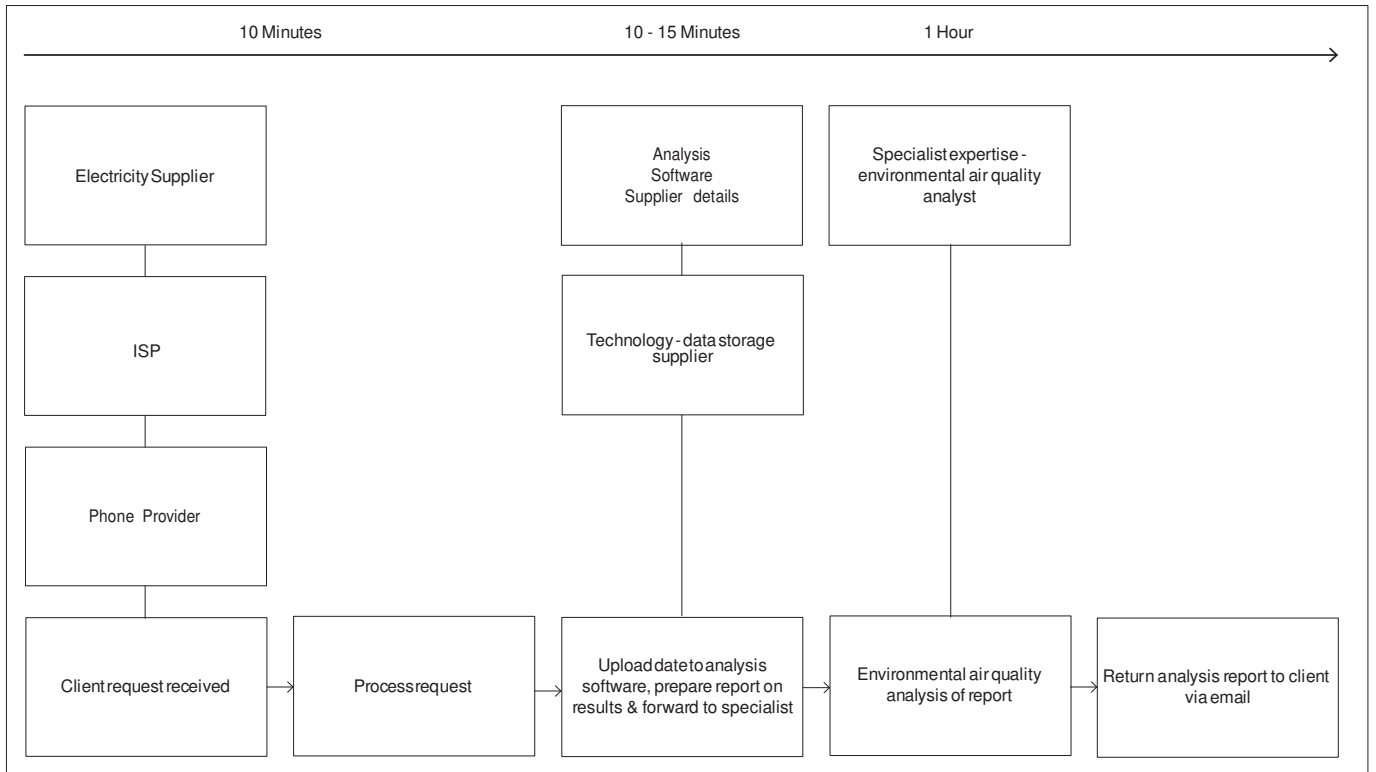 10 Minutes
10 - 15 Minutes
1 Hour
Electricity Supplier
Analysis
Software
Supplier details
Specialist expertise -
environmental air quality
analyst
ISP
Technology - data storage
supplier
Phone Provider
Client request received
Process request
Upload date to analysis
software, prepare report on
results & forward to specialist
Environmental air quality
analysis of report
Return analysis report to client
via email